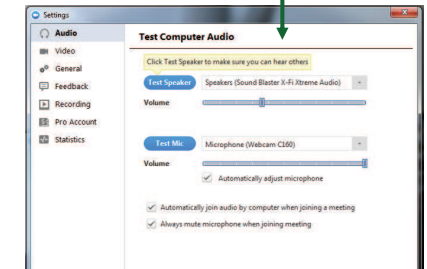 Settings
Audio
Video
General
Feedback
Recording
Pro Account
Statistics
Test Computer Audio
Click Test Speaker to make sure you can hear others
Test Speaker Speakers (Sound Blaster X-Fi Xtreme Audio)
Volume
Test Mic Microphone (Webcam C160)
Volume
Automatically adjust microphone
Automatically join audio by computer when joining a meeting
Always mute microphone when joining meeting